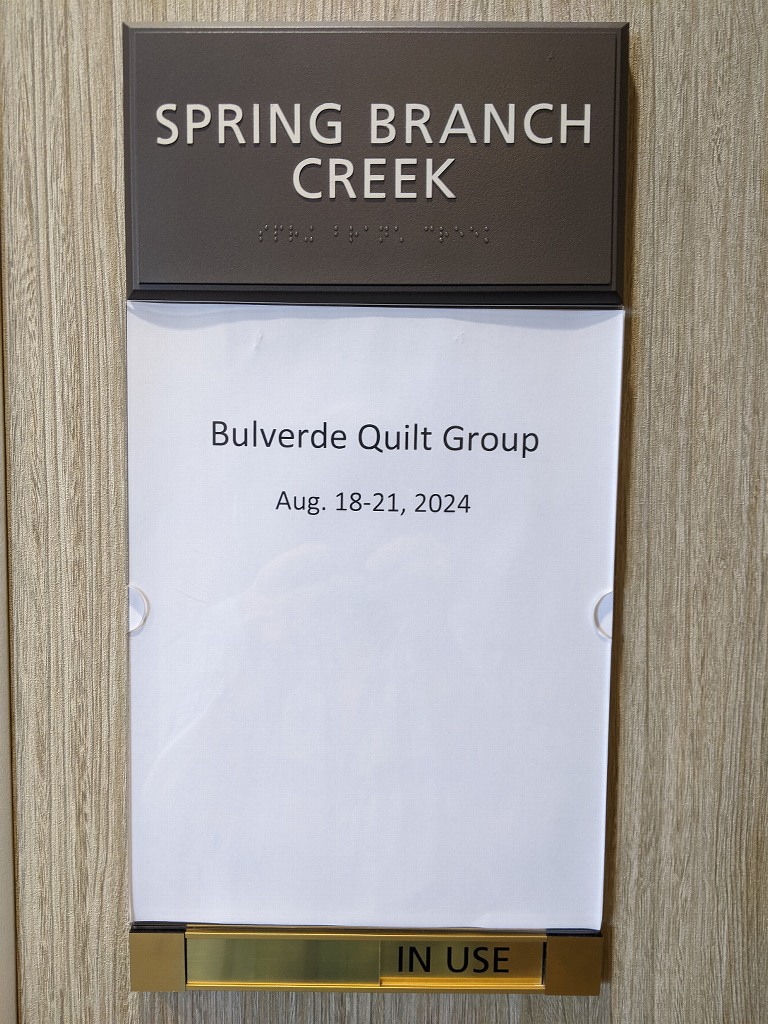 SPRING BRANCH
CREEK
Bulverde Quilt Group
Aug. 18-21, 2024
IN USE